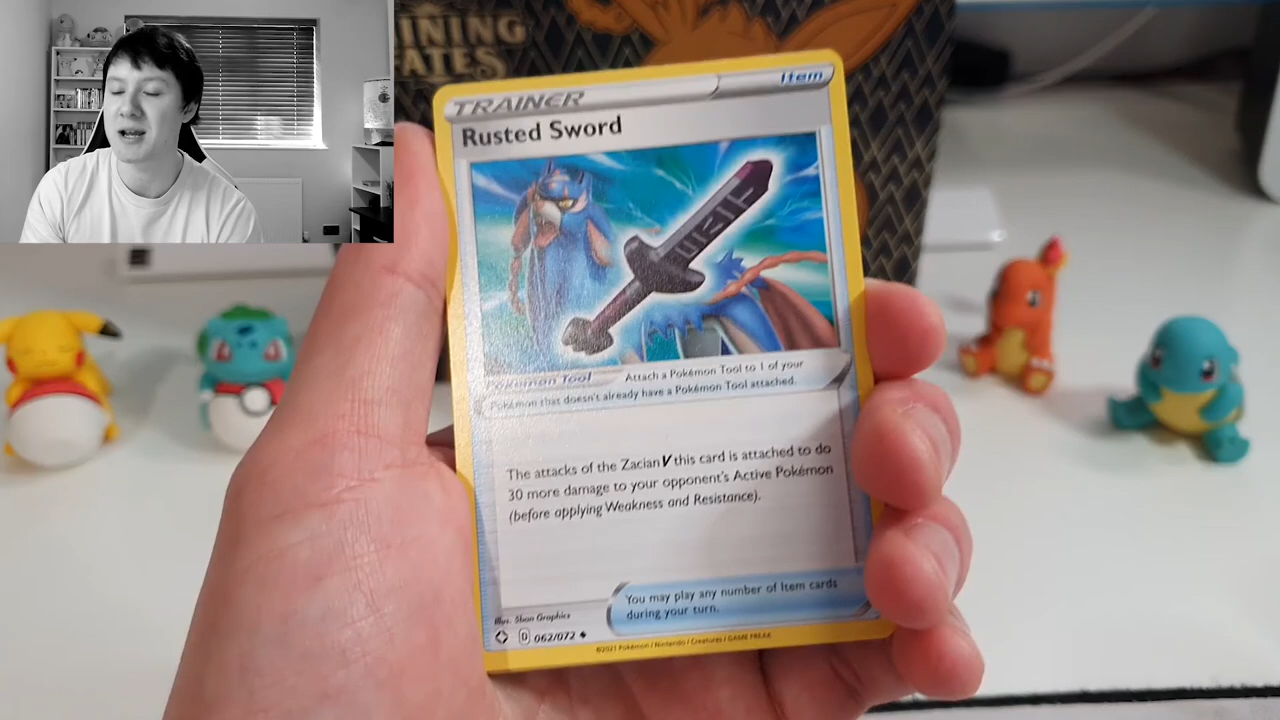 INING
ATES
TRAINER
Item
Rusted Sword
Pokémon Tool Attach a Pokémon Tool to 1 of your
Pokémon that doesn't already have a Pokémon Tool attached.
The attacks of the Zacian V this card is attached to do
30 more damage to your opponent's Active Pokémon
(before applying Weakness and Resistance).
You may play any number of Item cards
during your turn.
Illus. Sban Graphics
D 062/072
©2021 Pokémon / Nintendo / Creatures / GAME FREAK